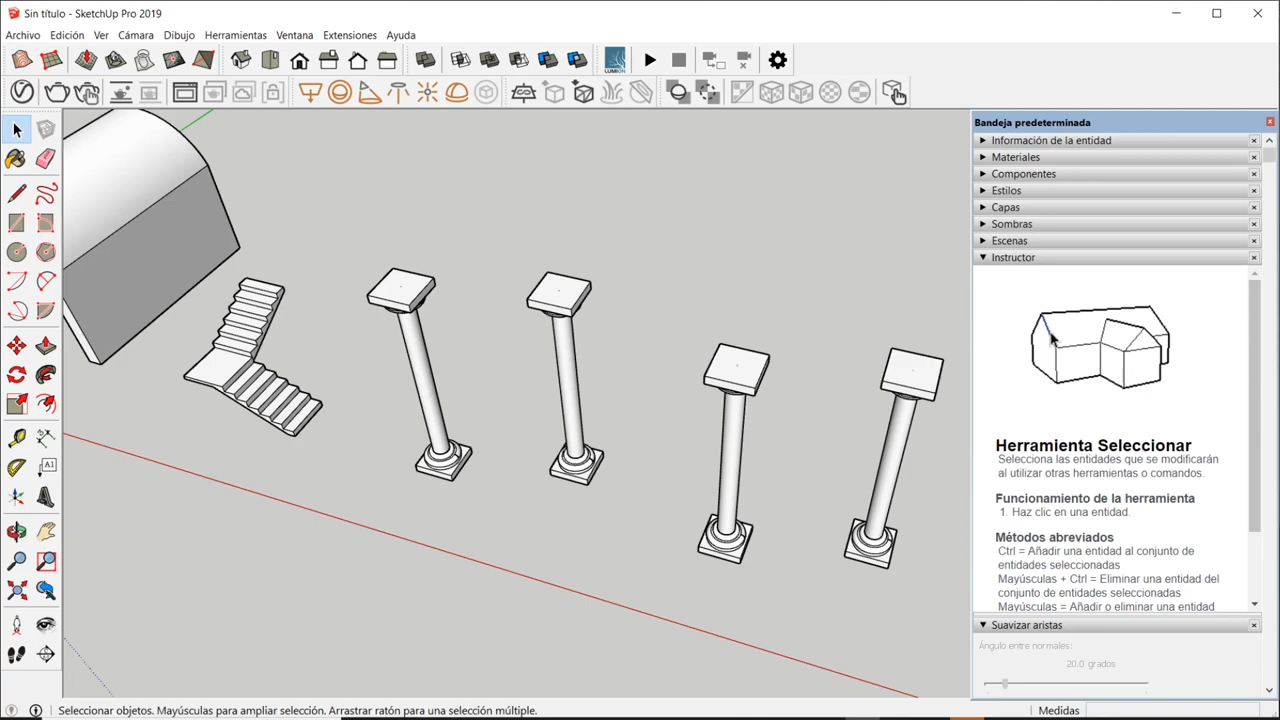 Sin título - SketchUp Pro 2019
Archivo Edición Ver Cámara Dibujo Herramientas Ventana Extensiones Ayuda
LUMION
Bandeja predeterminada
Información de la entidad
Materiales
Componentes
Estilos
Capas
Sombras
Escenas
Instructor
Herramienta Seleccionar
Selecciona las entidades que se modificarán
al utilizar otras herramientas o comandos.
Funcionamiento de la herramienta
1. Haz clic en una entidad.
Métodos abreviados
Ctrl = Añadir una entidad al conjunto de
entidades seleccionadas
Mayúsculas + Ctrl = Eliminar una entidad del
conjunto de entidades seleccionadas
Mayúsculas = Añadir o eliminar una entidad
Suavizar aristas
Ángulo entre normales:
20.0 grados
Seleccionar objetos. Mayúsculas para ampliar selección. Arrastrar ratón para una selección múltiple.
Medidas